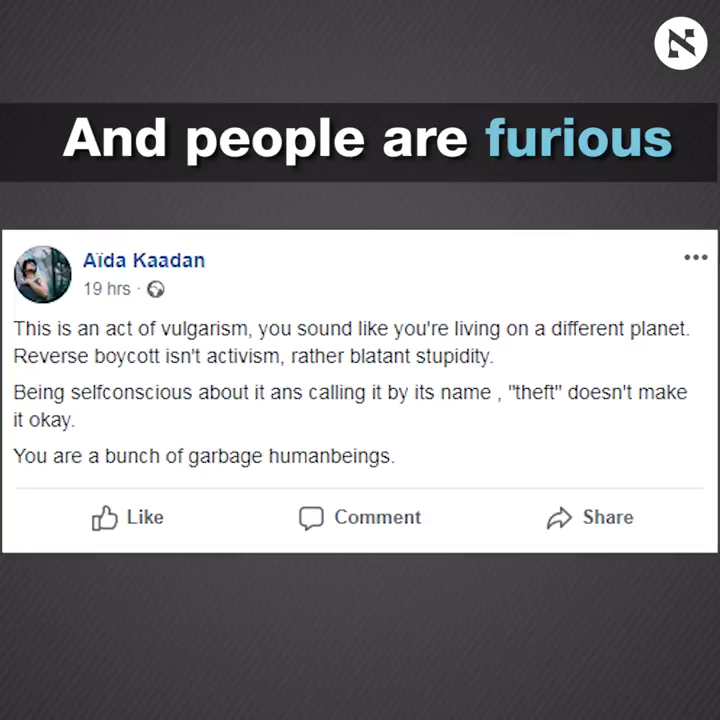 א
And people are furious
Aïda Kaadan
19 hrs ·
This is an act of vulgarism, you sound like you're living on a different planet.
Reverse boycott isn't activism, rather blatant stupidity.
Being selfconscious about it ans calling it by its name , "theft" doesn't make
it okay.
You are a bunch of garbage humanbeings.
Like Comment Share